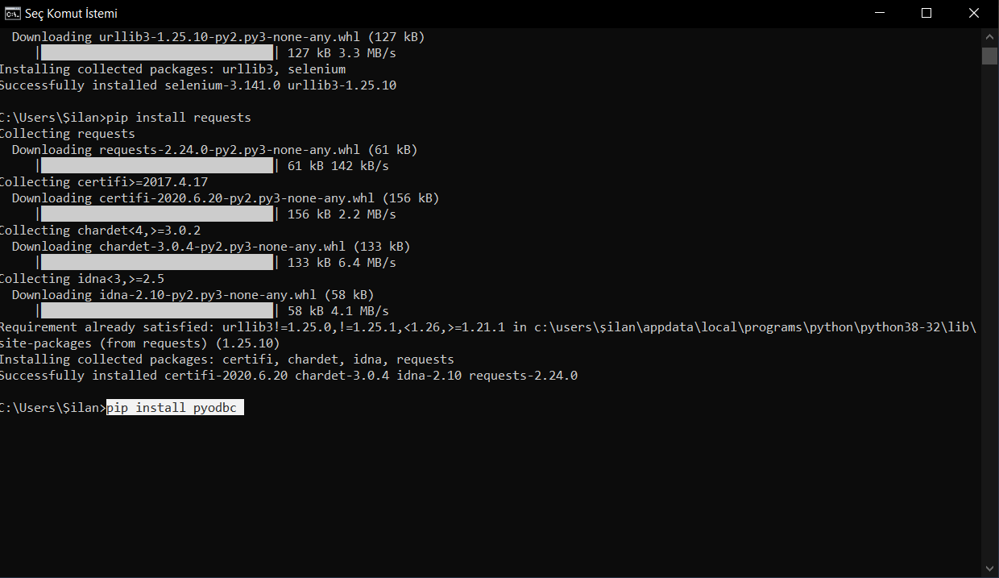 Seç Komut İstemi
Downloading urllib3-1.25.10-py2.py3-none-any.whl (127 kB)
| | 127 kB 3.3 MB/s
Installing collected packages: urllib3, selenium
Successfully installed selenium-3.141.0 urllib3-1.25.10
C:\Users\Şilan>pip install requests
Collecting requests
Downloading requests-2.24.0-py2.py3-none-any.whl (61 kB)
| | 61 kB 142 kB/s
Collecting certifi>=2017.4.17
Downloading certifi-2020.6.20-py2.py3-none-any.whl (156 kB)
| | 156 kB 2.2 MB/s
Collecting chardet<4,>=3.0.2
Downloading chardet-3.0.4-py2.py3-none-any.whl (133 kB)
| | 133 kB 6.4 MB/s
Collecting idna<3,>=2.5
Downloading idna-2.10-py2.py3-none-any.whl (58 kB)
| | 58 kB 4.1 MB/s
Requirement already satisfied: urllib3!=1.25.0,!=1.25.1,<1.26,>=1.21.1 in c:\users\şilan\appdata\local\programs\python\python38-32\lib\
site-packages (from requests) (1.25.10)
Installing collected packages: certifi, chardet, idna, requests
Successfully installed certifi-2020.6.20 chardet-3.0.4 idna-2.10 requests-2.24.0
C:\Users\Şilan>pip install pyodbc